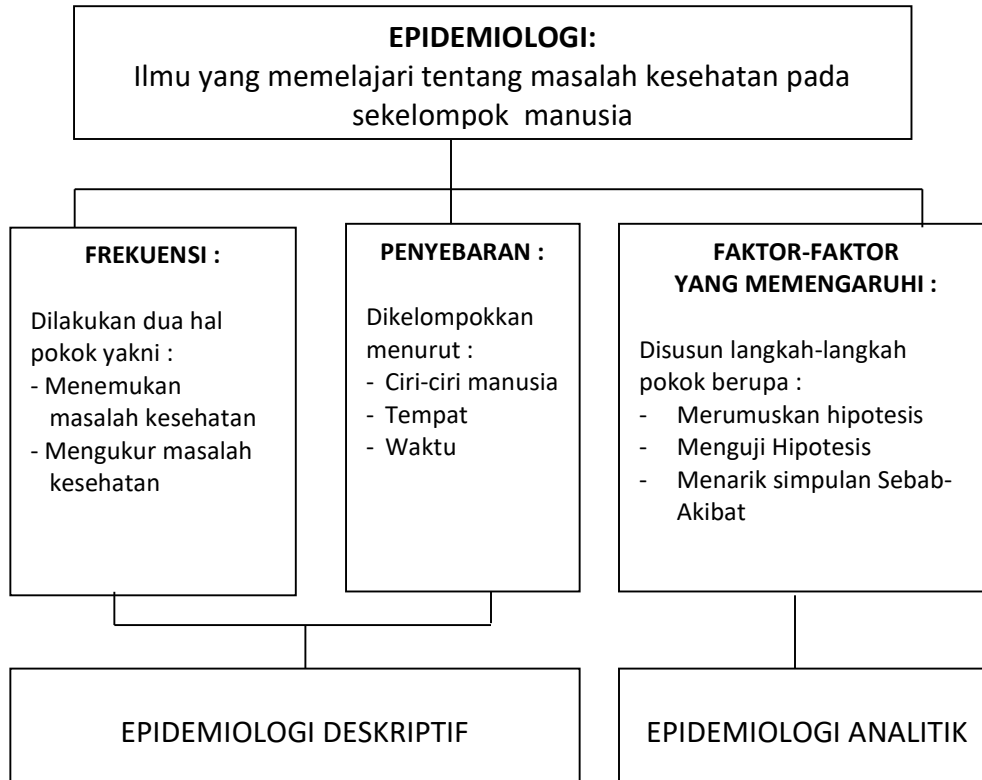 EPIDEMIOLOGI:
Ilmu yang memelajari tentang masalah kesehatan pada
sekelompok manusia
FREKUENSI :
Dilakukan dua hal
pokok yakni :
- Menemukan
masalah kesehatan
- Mengukur masalah
kesehatan
PENYEBARAN :
Dikelompokkan
menurut :
- Ciri-ciri manusia
- Tempat
- Waktu
FAKTOR-FAKTOR
YANG MEMENGARUHI :
Disusun langkah-langkah
pokok berupa :
- Merumuskan hipotesis
- Menguji Hipotesis
- Menarik simpulan Sebab-
Akibat
EPIDEMIOLOGI DESKRIPTIF
EPIDEMIOLOGI ANALITIK